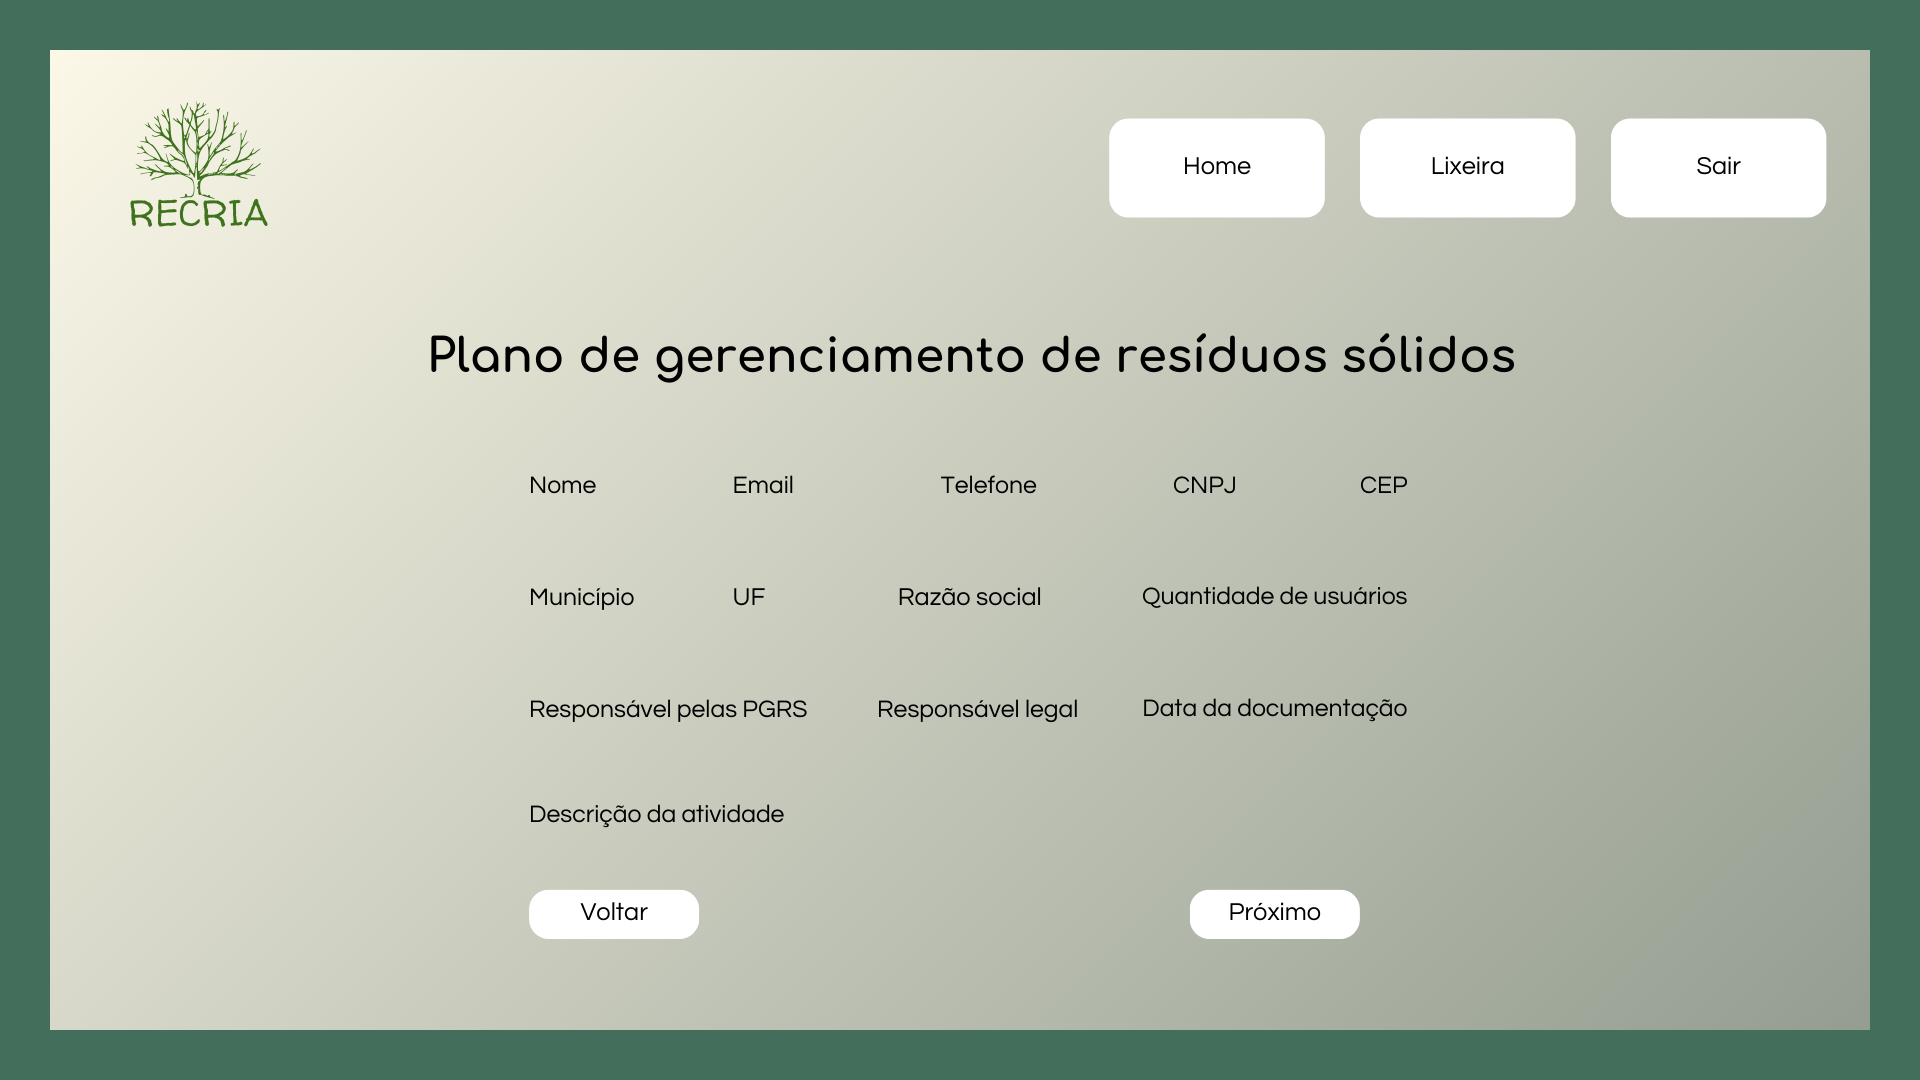 RECRIA
Home
Lixeira
Sair
Plano de gerenciamento de resíduos sólidos
Nome
Email
Telefone
CNPJ
CEP
Município
UF
Razão social
Quantidade de usuários
Responsável pelas PGRS
Responsável legal
Data da documentação
Descrição da atividade
Voltar
Próximo